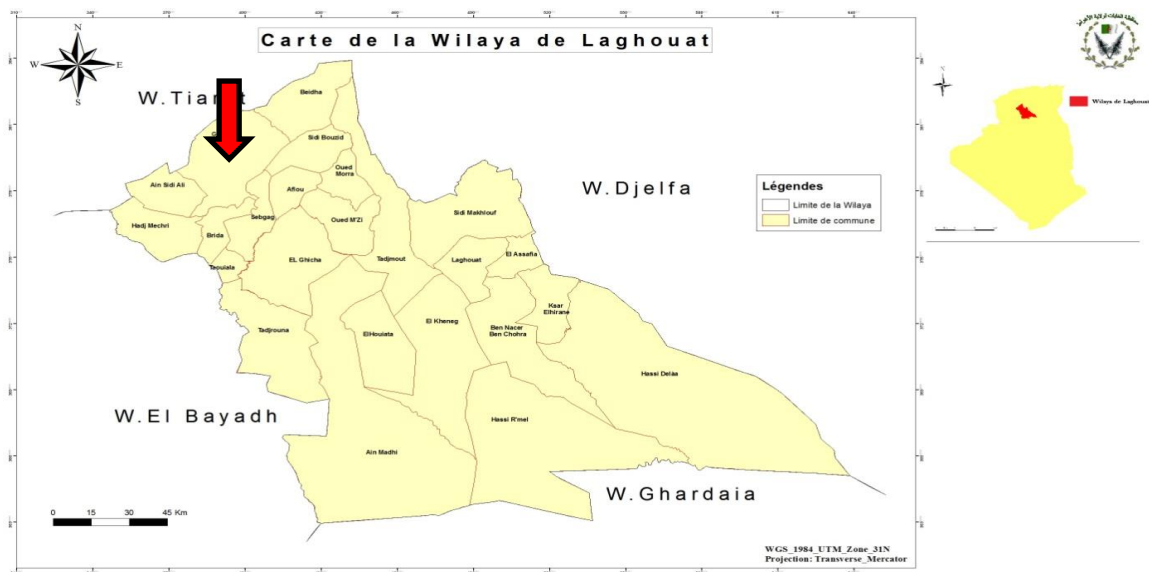 Carte de la Wilaya de Laghouat
N
W
E
S
W.Tiaret
Beidha
Sidi Bouzid
Oued
Morra
Ain Sidi Ali
Aflou
Hadj Mechri
Sebgag
Oued M'Zi
Brida
Taouiala
EL Ghicha
Tadjmout
Sidi Makhlouf
Laghouat
El Assafia
W.Djelfa
Tadjrouna
ElHouiata
El Kheneg
Ben Nacer
Ben Chohra
Ksar
Elhirane
Hassi Delâa
W.El Bayadh
Hassi R'mel
Ain Madhi
W.Ghardaia
0 15 30 45 Km
Légendes
Limite de la Wilaya
Limite de commune
WGS_1984_UTM_Zone_31N
Projection: Transverse_Mercator
Wilaya de Laghouat